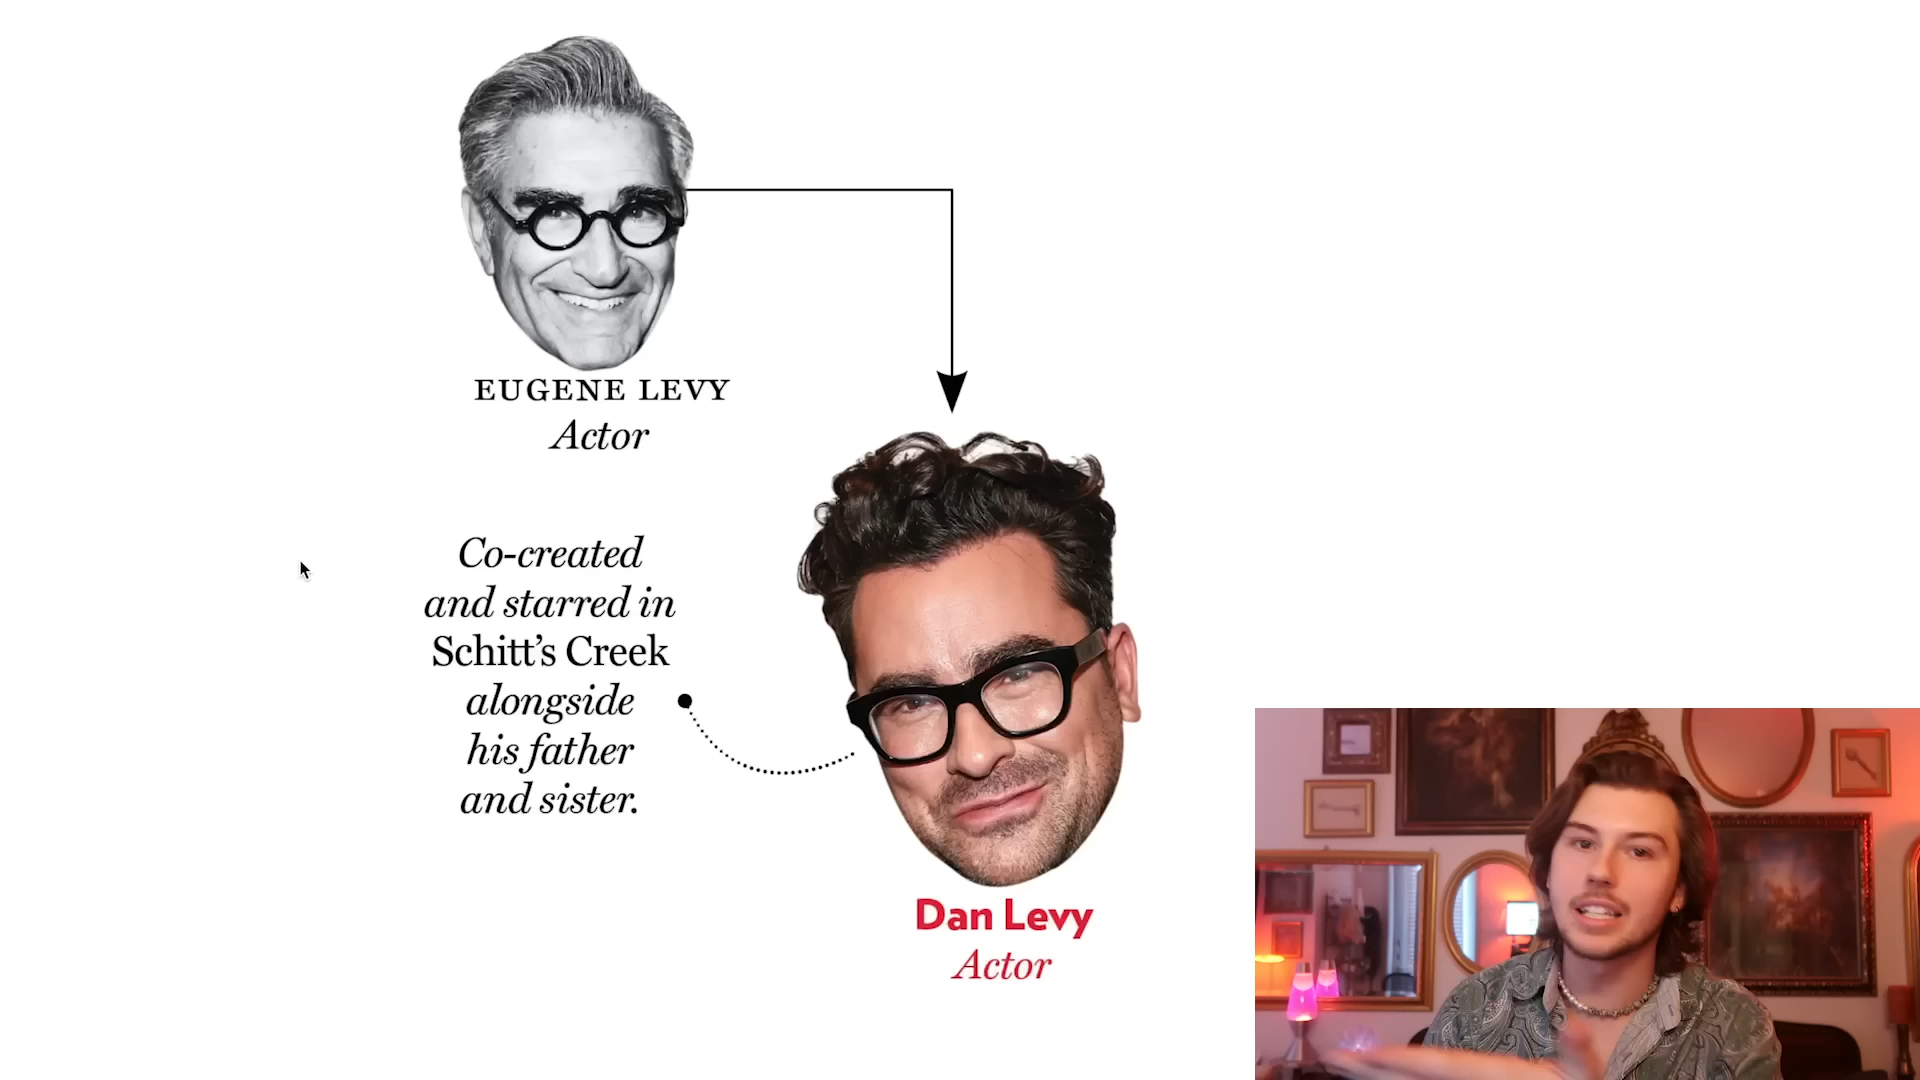 EUGENE LEVY
Actor
Co-created
and starred in
Schitt’s Creek
alongside
his father
and sister.
Dan Levy
Actor